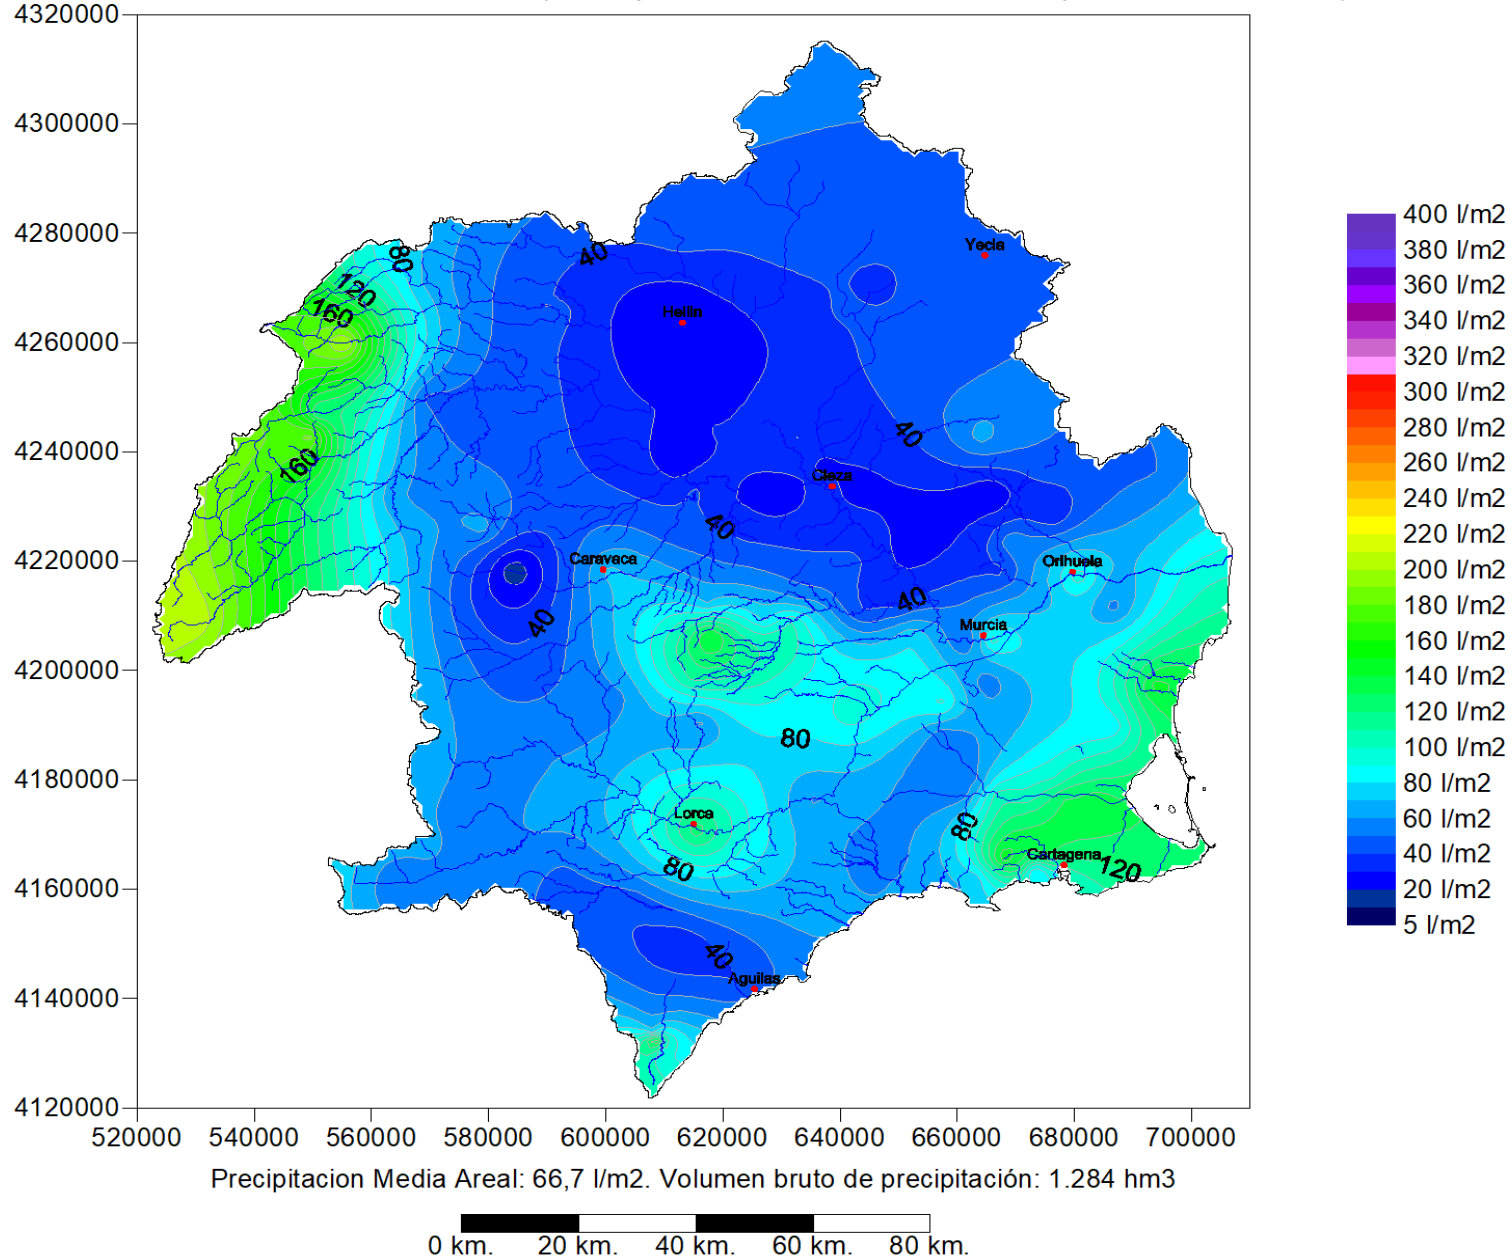 4320000
4300000
4280000
4260000
4240000
4220000
4200000
4180000
4160000
4140000
4120000
520000 540000 560000 580000 600000 620000 640000 660000 680000 700000
80
120
160
40
Yecla
Hellin
160
40
Cieza
40
Caravaca
Orihuela
40
40
Murcia
80
Lorca
80
80
Cartagena
120
40
Aguilas
400 l/m2
380 l/m2
360 l/m2
340 l/m2
320 l/m2
300 l/m2
280 l/m2
260 l/m2
240 l/m2
220 l/m2
200 l/m2
180 l/m2
160 l/m2
140 l/m2
120 l/m2
100 l/m2
80 l/m2
60 l/m2
40 l/m2
20 l/m2
5 l/m2
Precipitacion Media Areal: 66,7 l/m2. Volumen bruto de precipitación: 1.284 hm3
0 km. 20 km. 40 km. 60 km. 80 km.